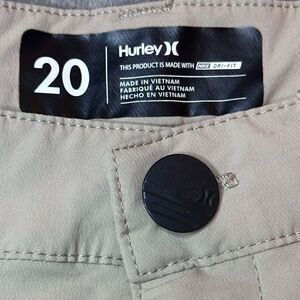 20
Hurley
THIS PRODUCT IS MADE WITH NIKE DRI-FIT
MADE IN VIETNAM
FABRIQUÉ AU VIETNAM
HECHO EN VIETNAM